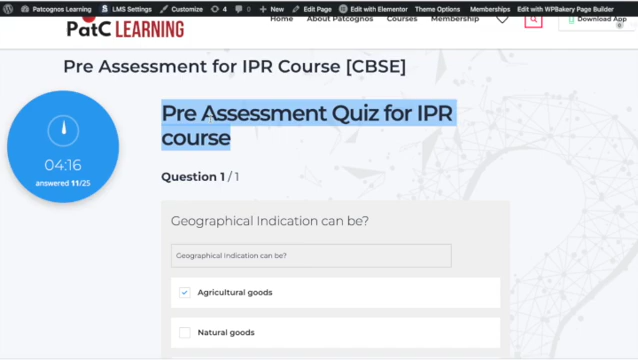 Patcognos Learning LMS Settings Customize 4 0 New Edit Page Edit with Elementor Theme Options Memberships Edit with WPBakery Page Builder
PatC LEARNING
Home About Patcognos Courses Membership Download App
0
Pre Assessment for IPR Course [CBSE]
Pre Assessment Quiz for IPR
course
04:16
answered 11/25
Question 1 / 1
Geographical Indication can be?
Geographical Indication can be?
Agricultural goods
Natural goods